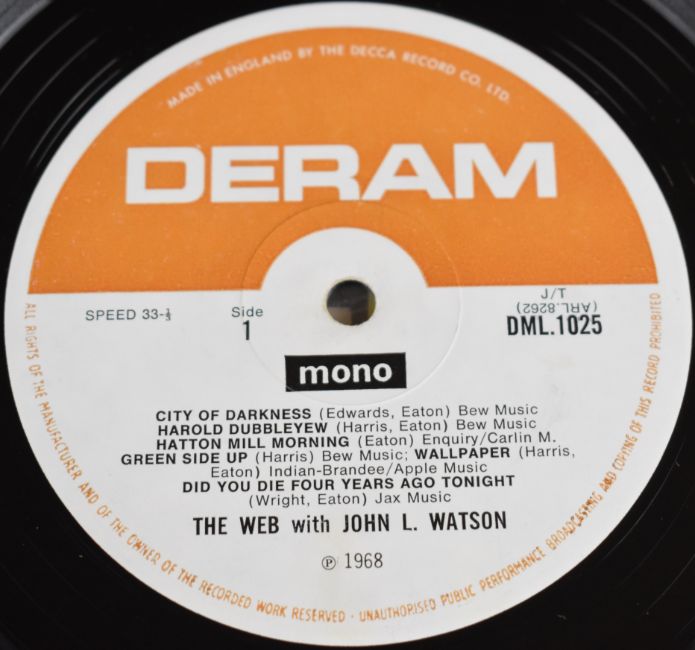 MADE IN ENGLAND BY THE DECCA RECORD CO. LTD.
DERAM
SPEED 33-⅓
Side
1
J/T
(ARL.8262)
DML.1025
mono
CITY OF DARKNESS (Edwards, Eaton) Bew Music
HAROLD DUBBLEYEW (Harris, Eaton) Bew Music
HATTON MILL MORNING (Eaton) Enquiry/Carlin M.
GREEN SIDE UP (Harris) Bew Music; WALLPAPER (Harris,
Eaton) Indian-Brandee/Apple Music
DID YOU DIE FOUR YEARS AGO TONIGHT
(Wright, Eaton) Jax Music
THE WEB with JOHN L. WATSON
℗ 1968
ALL RIGHTS OF THE MANUFACTURER AND OF THE OWNER OF THE RECORDED WORK RESERVED · UNAUTHORISED PUBLIC PERFORMANCE, BROADCASTING AND COPYING OF THIS RECORD PROHIBITED